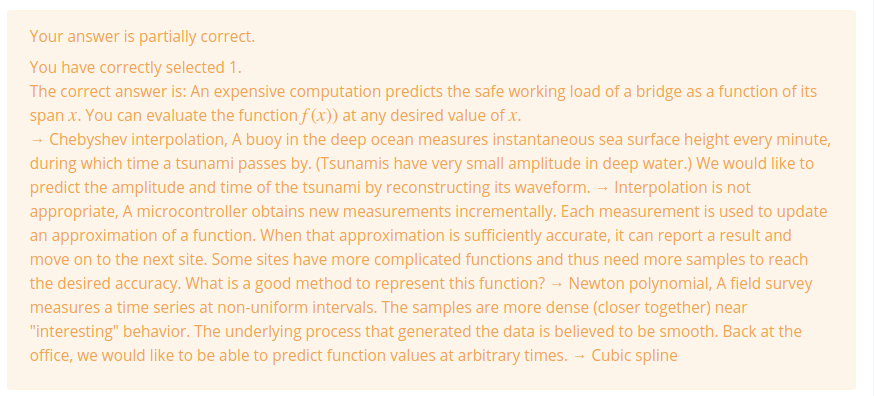 Your answer is partially correct.
You have correctly selected 1.
The correct answer is: An expensive computation predicts the safe working load of a bridge as a function of its
span x. You can evaluate the function f(x)) at any desired value of x.
→ Chebyshev interpolation, A buoy in the deep ocean measures instantaneous sea surface height every minute,
during which time a tsunami passes by. (Tsunamis have very small amplitude in deep water.) We would like to
predict the amplitude and time of the tsunami by reconstructing its waveform. → Interpolation is not
appropriate, A microcontroller obtains new measurements incrementally. Each measurement is used to update
an approximation of a function. When that approximation is sufficiently accurate, it can report a result and
move on to the next site. Some sites have more complicated functions and thus need more samples to reach
the desired accuracy. What is a good method to represent this function? → Newton polynomial, A field survey
measures a time series at non-uniform intervals. The samples are more dense (closer together) near
"interesting" behavior. The underlying process that generated the data is believed to be smooth. Back at the
office, we would like to be able to predict function values at arbitrary times. → Cubic spline